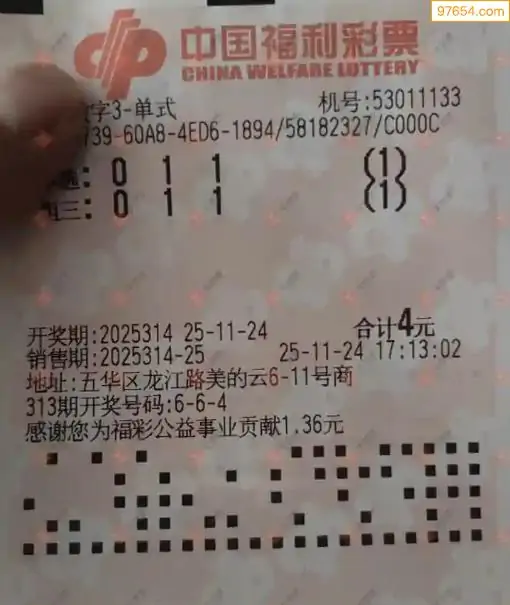 97654.com
中国福利彩票
CHINA WELFARE LOTTERY
字3-单式 机号:53011133
739-60A8-4ED6-1894/58182327/C000C
: 0 1 1 (1)
三: 0 1 1 (1)
开奖期:2025314 25-11-24 合计4元
销售期:2025314-25 25-11-24 17:13:02
地址:五华区龙江路美的云6-11号商
313期开奖号码:6-6-4
感谢您为福彩公益事业贡献1.36元